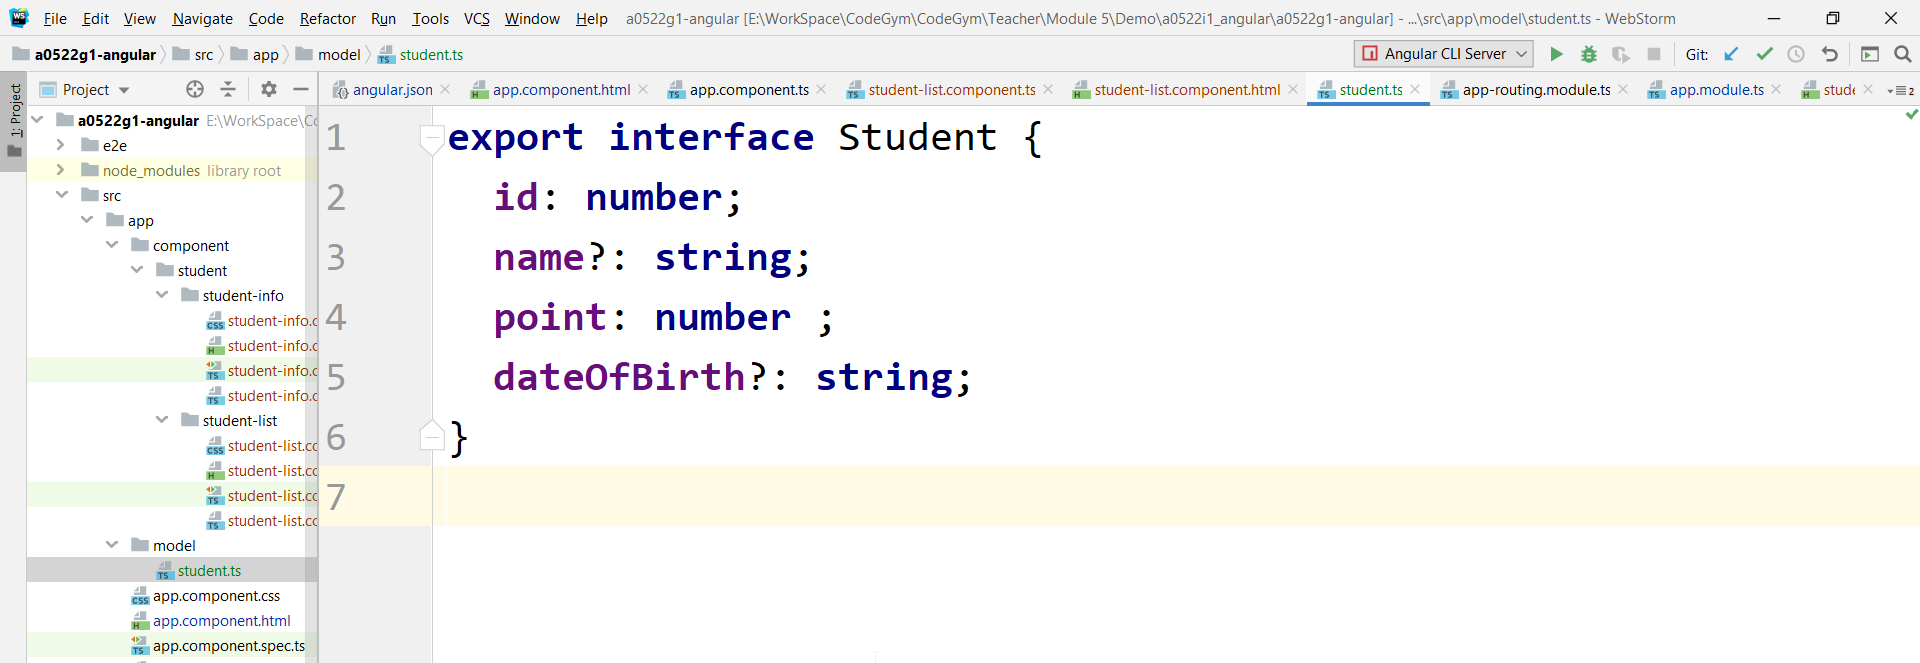 File Edit View Navigate Code Refactor Run Tools VCS Window Help a0522g1-angular [E:\WorkSpace\CodeGym\CodeGym\Teacher\Module 5\Demo\a0522i1_angular\a0522g1-angular] - ...\src\app\model\student.ts - WebStorm
a0522g1-angular src app model student.ts Angular CLI Server Git:
1: Project
Project
angular.json app.component.html app.component.ts student-list.component.ts student-list.component.html student.ts app-routing.module.ts app.module.ts stude 2
a0522g1-angular E:\WorkSpace\Co
e2e
node_modules library root
src
app
component
student
student-info
student-info.c
student-info.c
student-info.c
student-info.c
student-list
student-list.cc
student-list.cc
student-list.cc
student-list.cc
model
student.ts
app.component.css
app.component.html
app.component.spec.ts
1 export interface Student {
2 id: number;
3 name?: string;
4 point: number ;
5 dateOfBirth?: string;
6 }
7